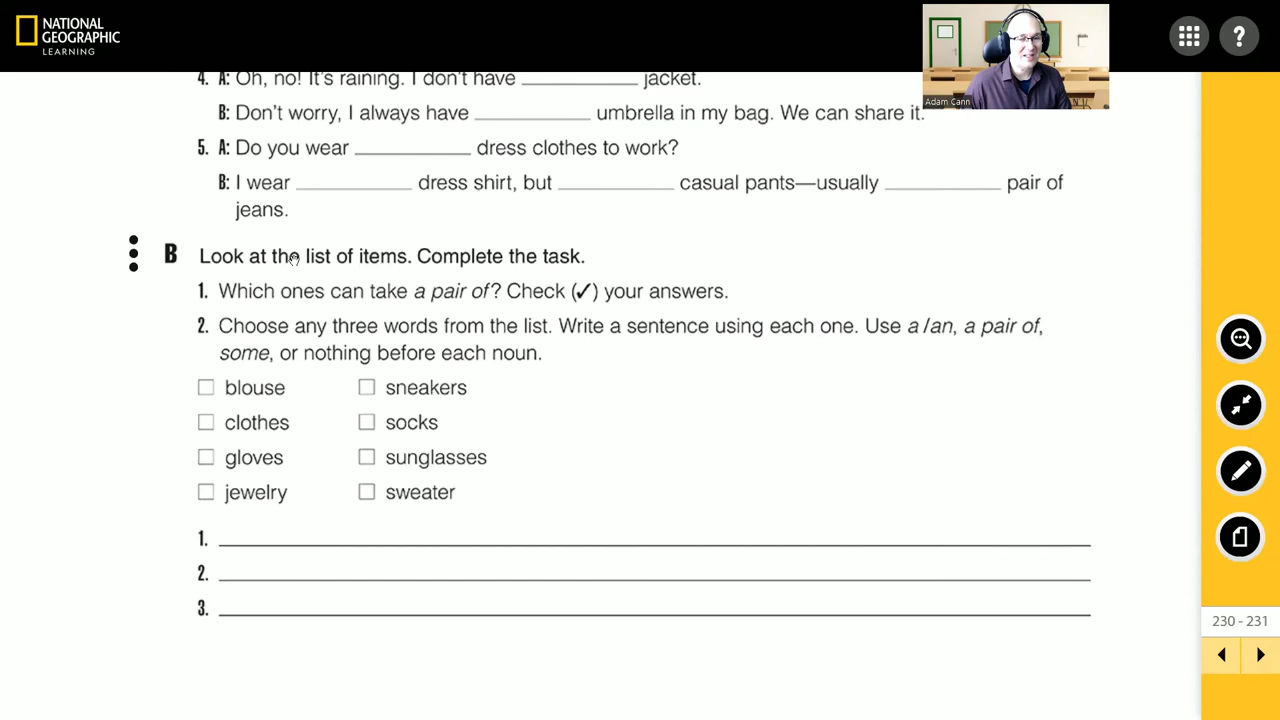 NATIONAL
GEOGRAPHIC
LEARNING
Adam Cann
4. A: Oh, no! It's raining. I don't have __________ jacket.
B: Don't worry, I always have __________ umbrella in my bag. We can share it.
5. A: Do you wear __________ dress clothes to work?
B: I wear __________ dress shirt, but __________ casual pants—usually __________ pair of
jeans.
B Look at the list of items. Complete the task.
1. Which ones can take a pair of? Check (✓) your answers.
2. Choose any three words from the list. Write a sentence using each one. Use a/an, a pair of,
some, or nothing before each noun.
☐ blouse ☐ sneakers
☐ clothes ☐ socks
☐ gloves ☐ sunglasses
☐ jewelry ☐ sweater
1.
2.
3.
?
230 - 231